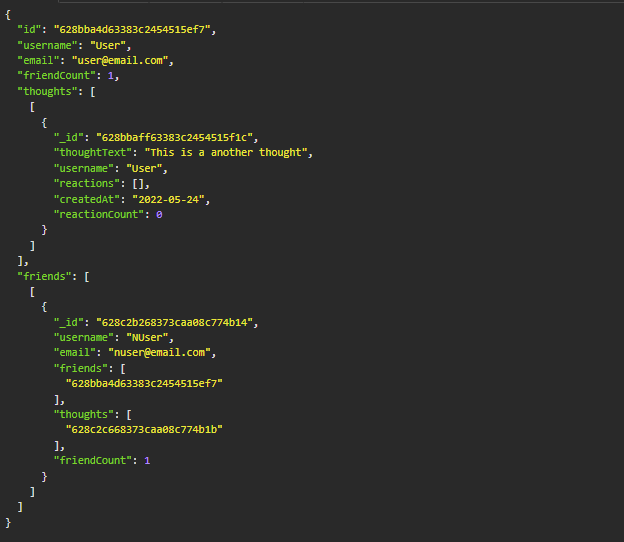 {
  "id": "628bba4d63383c2454515ef7",
  "username": "User",
  "email": "user@email.com",
  "friendCount": 1,
  "thoughts": [
    [
      {
        "_id": "628bbaff63383c2454515f1c",
        "thoughtText": "This is a another thought",
        "username": "User",
        "reactions": [],
        "createdAt": "2022-05-24",
        "reactionCount": 0
      }
    ]
  ],
  "friends": [
    [
      {
        "_id": "628c2b268373caa08c774b14",
        "username": "NUser",
        "email": "nuser@email.com",
        "friends": [
          "628bba4d63383c2454515ef7"
        ],
        "thoughts": [
          "628c2c668373caa08c774b1b"
        ],
        "friendCount": 1
      }
    ]
  ]
}